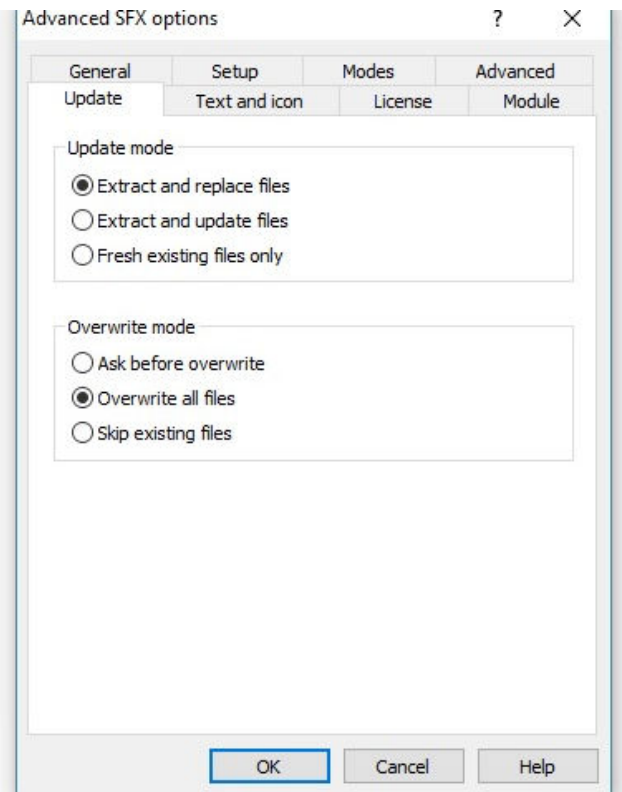 Advanced SFX options ?
General Setup Modes Advanced
Update Text and icon License Module
Update mode
Extract and replace files
Extract and update files
Fresh existing files only
Overwrite mode
Ask before overwrite
Overwrite all files
Skip existing files
OK Cancel Help